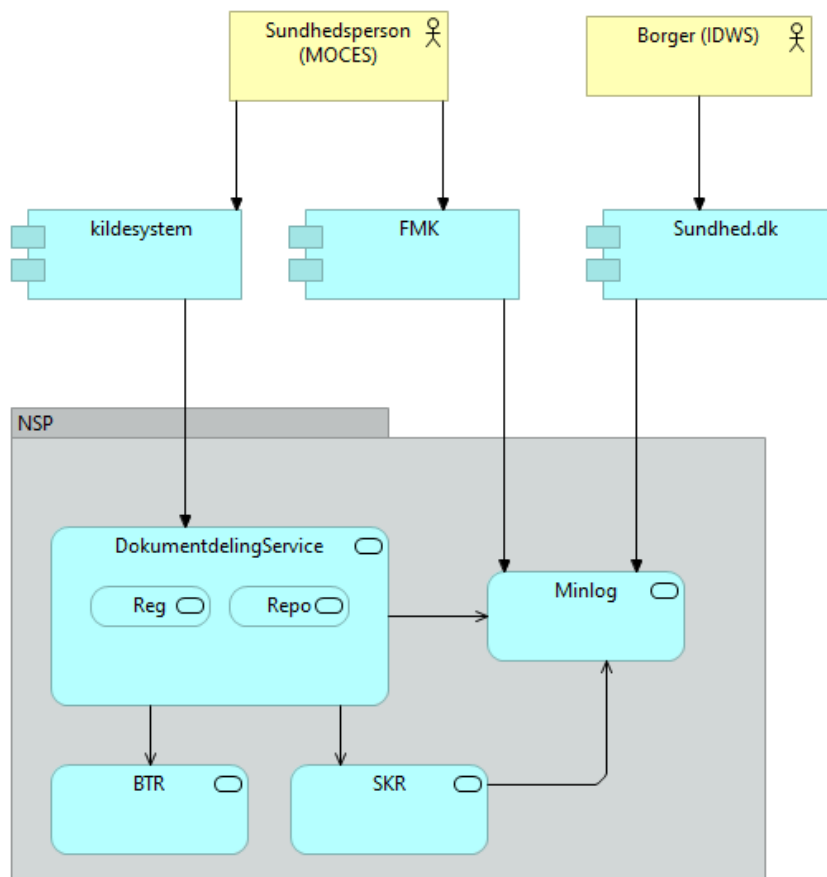 Sundhedsperson
(MOCES)
Borger (IDWS)
kildesystem
FMK
Sundhed.dk
NSP
DokumentdelingService
Reg
Repo
Minlog
BTR
SKR